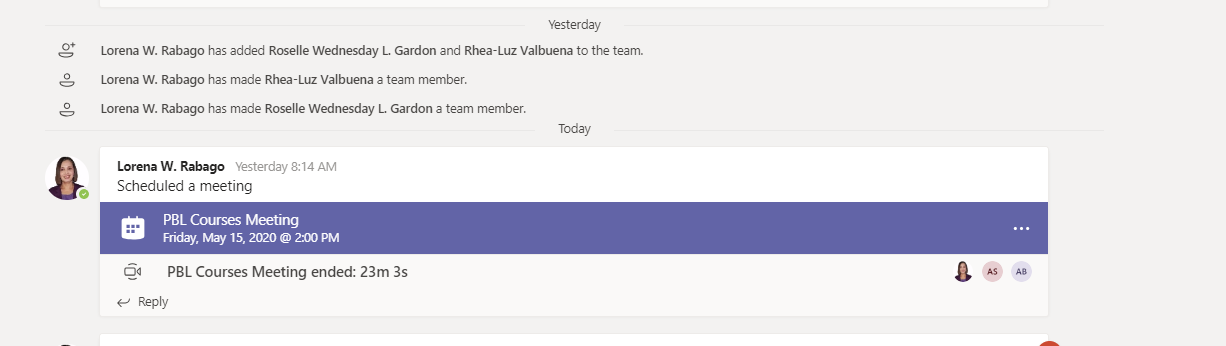 Yesterday
Lorena W. Rabago has added Roselle Wednesday L. Gardon and Rhea-Luz Valbuena to the team.
Lorena W. Rabago has made Rhea-Luz Valbuena a team member.
Lorena W. Rabago has made Roselle Wednesday L. Gardon a team member.
Today
Lorena W. Rabago Yesterday 8:14 AM
Scheduled a meeting
PBL Courses Meeting
Friday, May 15, 2020 @ 2:00 PM
PBL Courses Meeting ended: 23m 3s AS AB
Reply